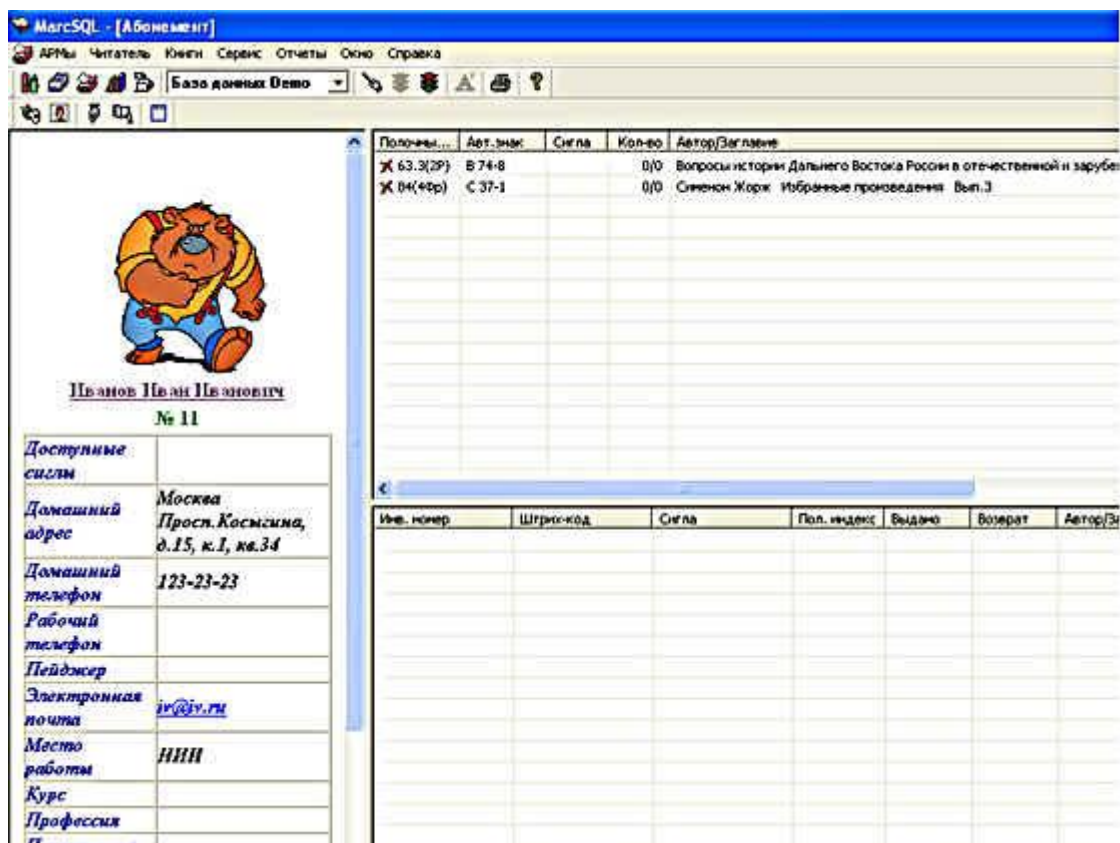 MarcSQL - [Абонемент]
АРМы Читатель Книги Сервис Отчеты Окно Справка
База данных Demo
Иванов Иван Иванович
№ 11
Доступные
сиглы
Домашний
адрес
Москва
Просп.Косыгина,
д.15, к.1, кв.34
Домашний
телефон
123-23-23
Рабочий
телефон
Пейджер
Электронная
почта
iv@iv.ru
Место
работы
НИИ
Курс
Профессия
Полочны... Авт.знак Сигла Кол-во Автор/Заглавие
63.3(2Р) В 74-8 0/0 Вопросы истории Дальнего Востока России в отечественной и зарубе
84(4Фр) С 37-1 0/0 Сименон Жорж Избранные произведения Вып.3
Инв. номер Штрих-код Сигла Пол. индекс Выдано Возврат Автор/За